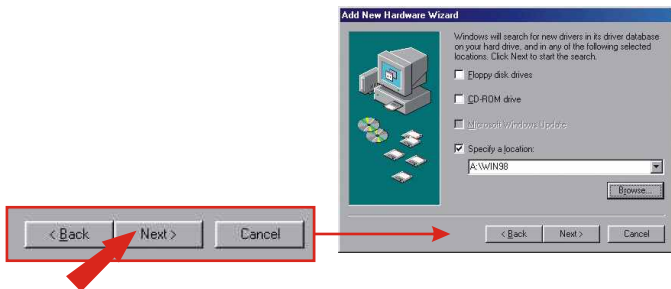 Add New Hardware Wizard
Windows will search for new drivers in its driver database
on your hard drive, and in any of the following selected
locations. Click Next to start the search.
Floppy disk drives
CD-ROM drive
Microsoft Windows Update
Specify a location:
A:\WIN98
Browse...
< Back
Next >
Cancel
< Back
Next >
Cancel